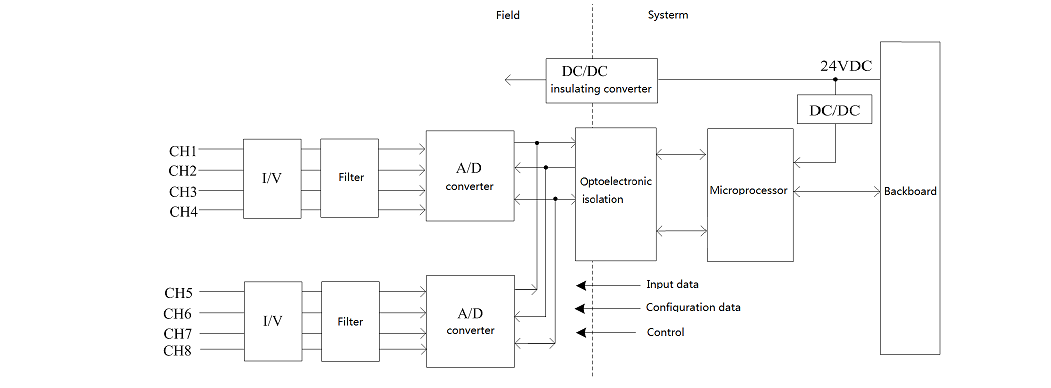 Field
Systerm
24VDC
DC/DC
insulating converter
DC/DC
CH1
CH2
CH3
CH4
I/V
Filter
A/D
converter
Optoelectronic
isolation
Microprocessor
Backboard
CH5
CH6
CH7
CH8
I/V
Filter
A/D
converter
Input data
Configuration data
Control